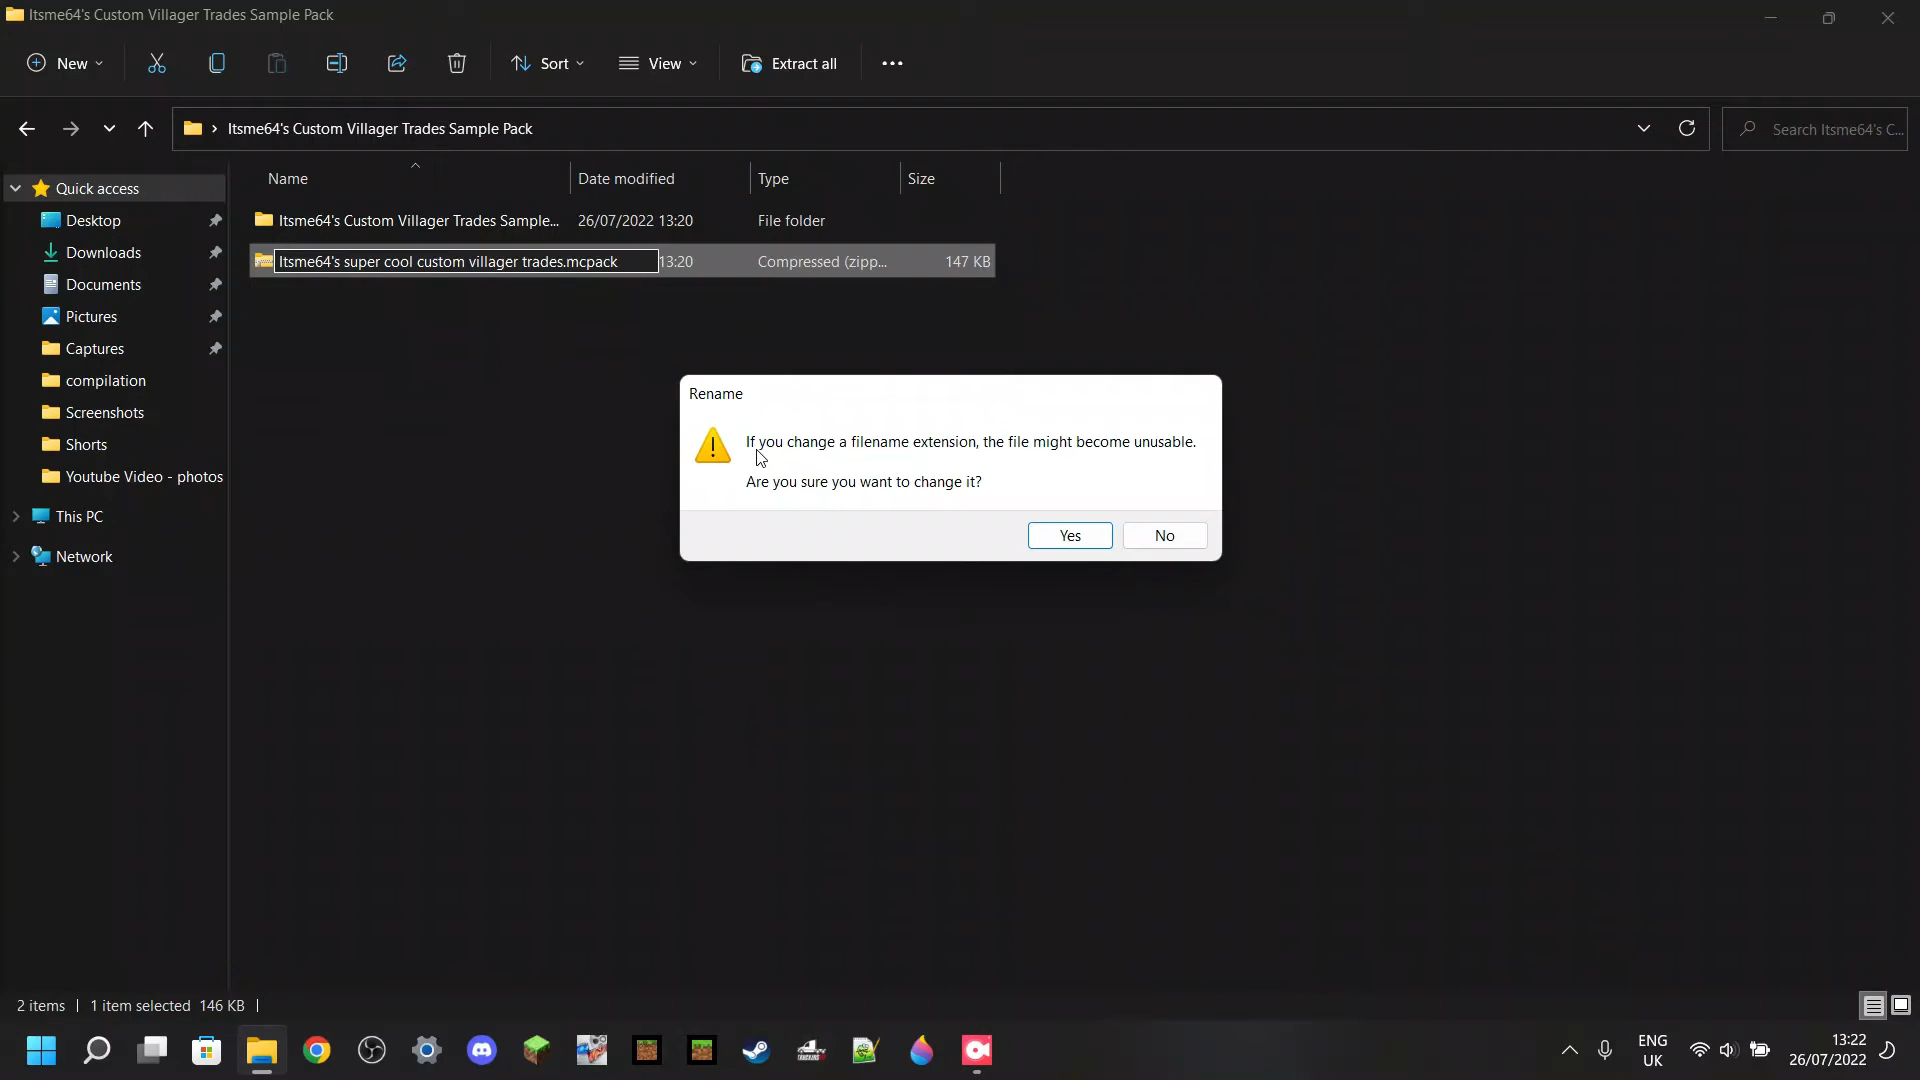 Itsme64's Custom Villager Trades Sample Pack
New
Sort
View
Extract all
Itsme64's Custom Villager Trades Sample Pack
Search Itsme64's C...
Name
Date modified
Type
Size
Quick access
Desktop
Downloads
Documents
Pictures
Captures
compilation
Screenshots
Shorts
Youtube Video - photos
This PC
Network
Itsme64's Custom Villager Trades Sample... 26/07/2022 13:20 File folder
Itsme64's super cool custom villager trades.mcpack 13:20 Compressed (zipp... 147 KB
Rename
If you change a filename extension, the file might become unusable.
Are you sure you want to change it?
Yes
No
2 items
1 item selected 146 KB
ENG
UK
13:22
26/07/2022